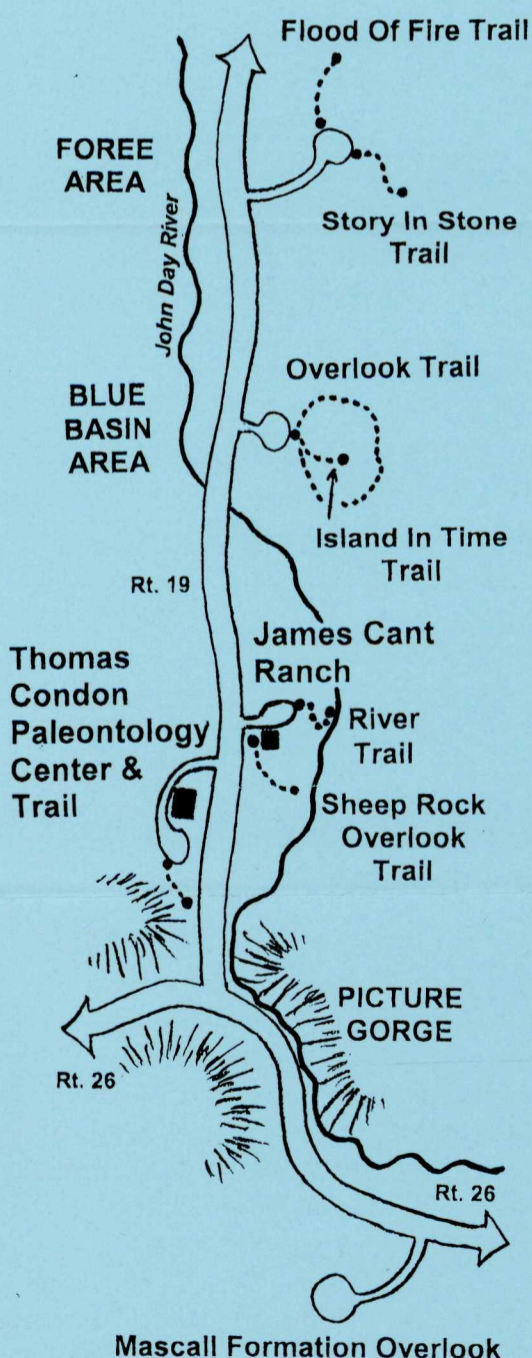 Flood Of Fire Trail
FOREE
AREA
Story In Stone
Trail
John Day River
Overlook Trail
BLUE
BASIN
AREA
Island In Time
Trail
Rt. 19
James Cant
Ranch
Thomas
Condon
Paleontology
Center &
Trail
River
Trail
Sheep Rock
Overlook
Trail
PICTURE
GORGE
Rt. 26
Rt. 26
Mascall Formation Overlook